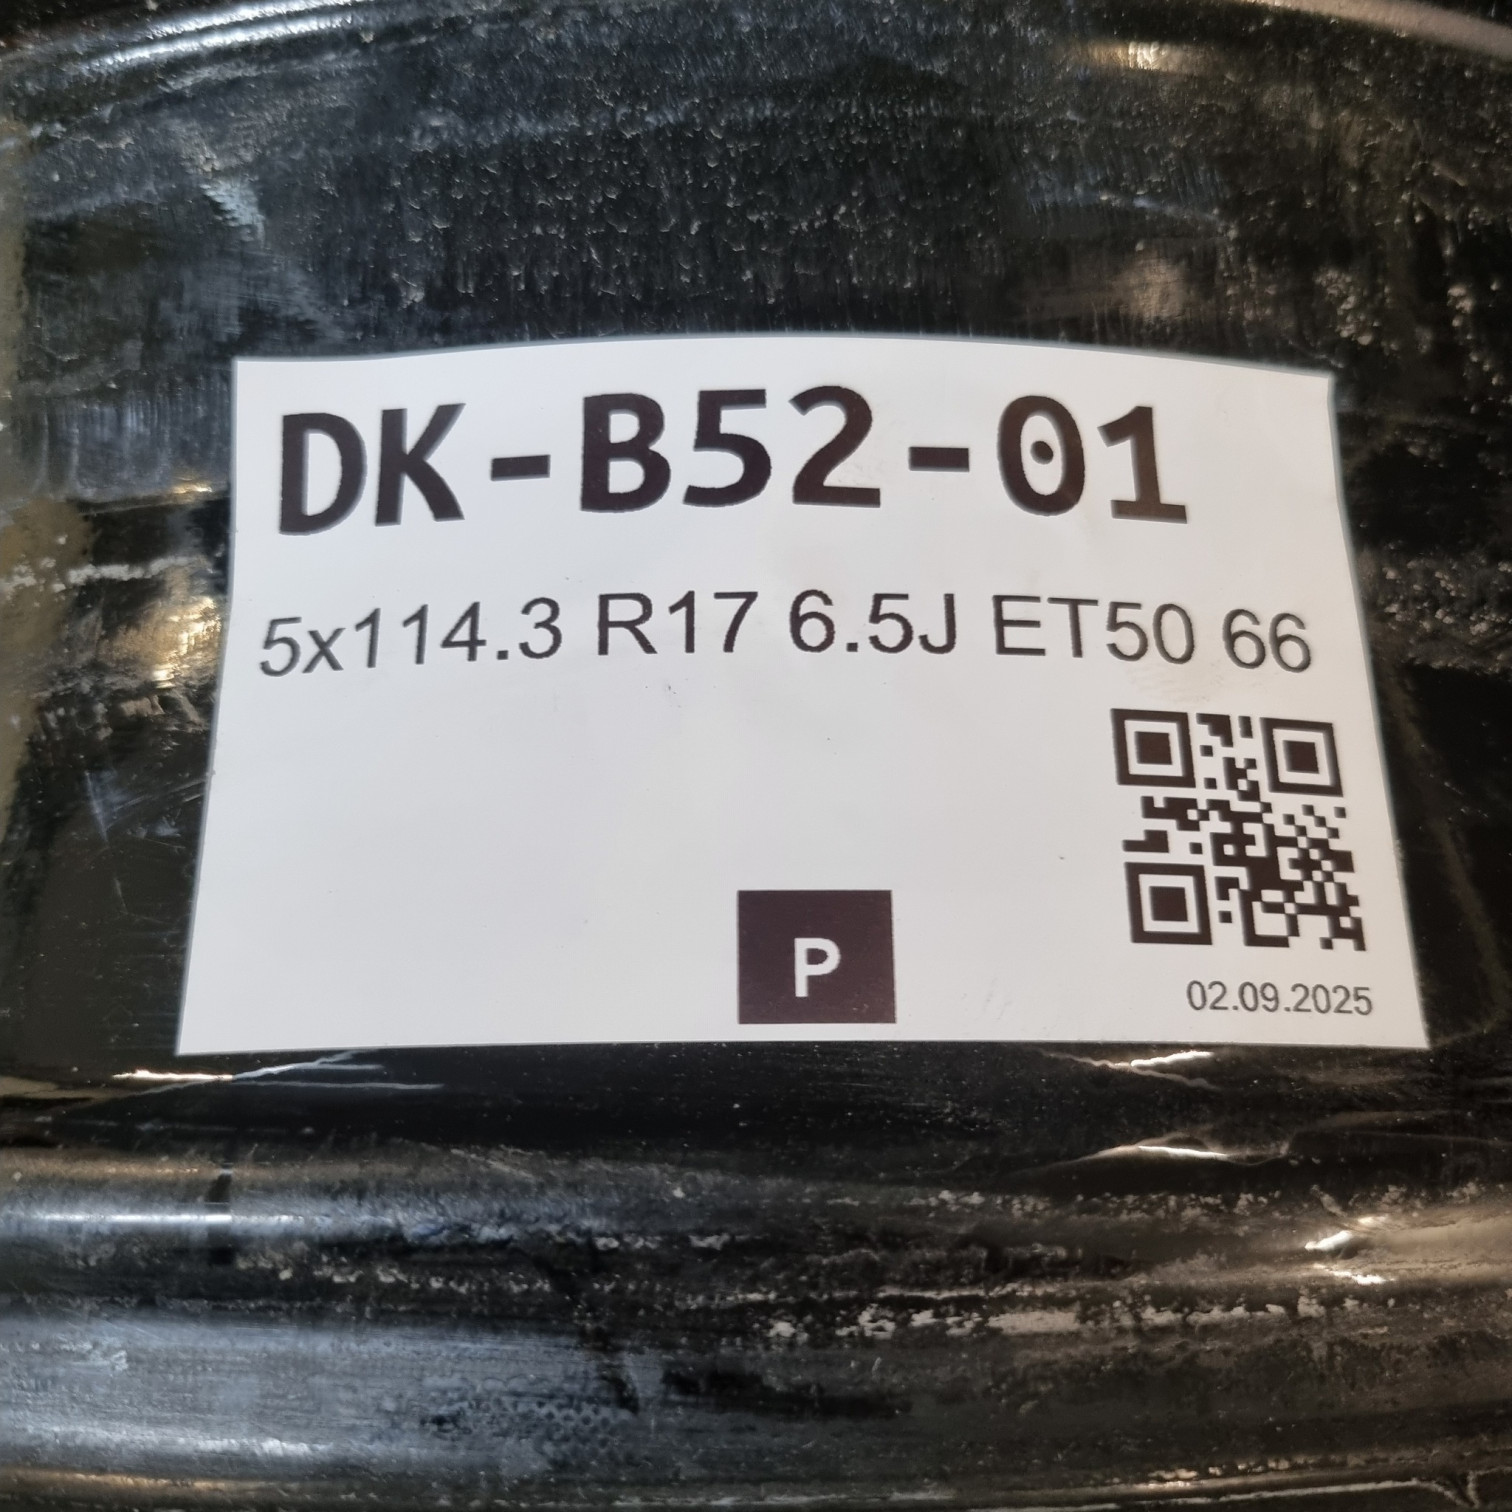 DK-B52-01
5x114.3 R17 6.5J ET50 66
P
02.09.2025